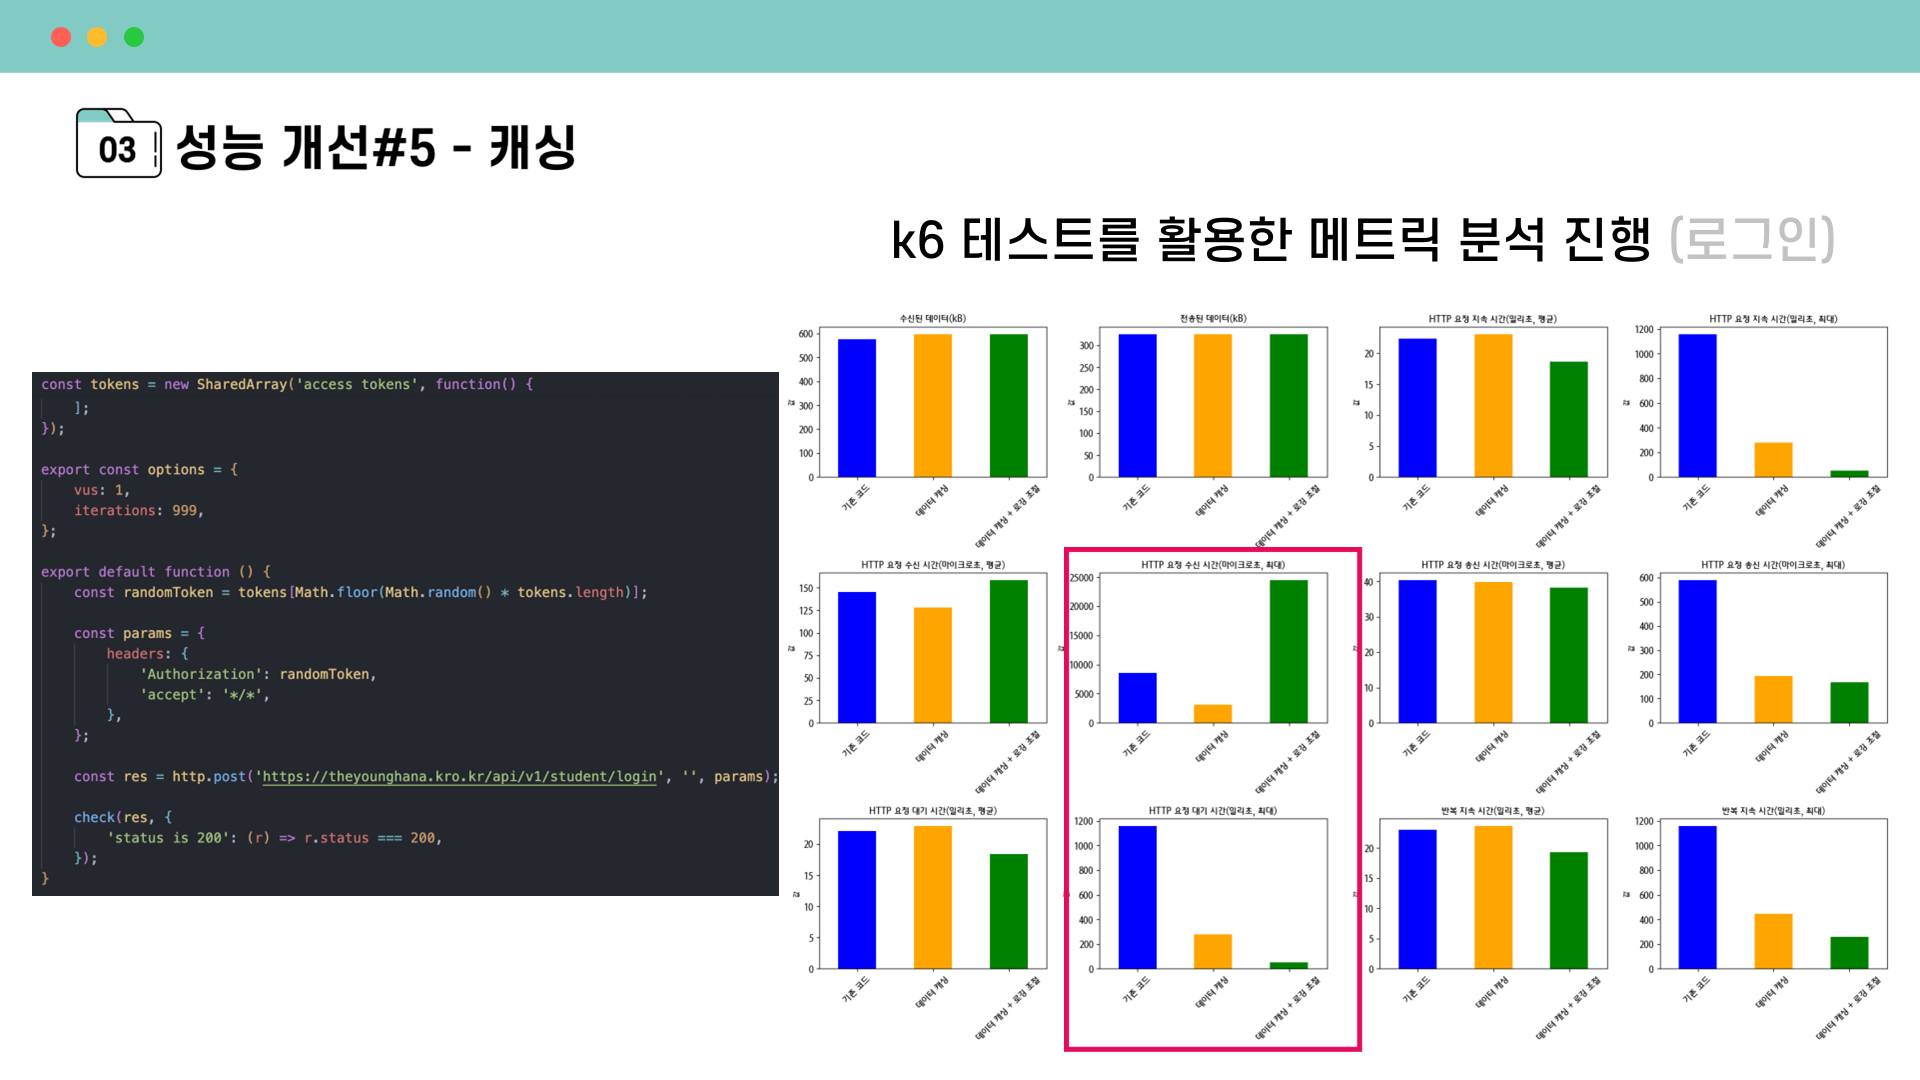 03
성능 개선#5 - 캐싱
k6 테스트를 활용한 메트릭 분석 진행 (로그인)
const tokens = new SharedArray('access tokens', function() {
];
});
export const options = {
vus: 1,
iterations: 999,
};
export default function () {
const randomToken = tokens[Math.floor(Math.random() * tokens.length)];
const params = {
headers: {
'Authorization': randomToken,
'accept': '*/*',
},
};
const res = http.post('https://theyounghana.kro.kr/api/v1/student/login', '', params);
check(res, {
'status is 200': (r) => r.status === 200,
});
}
수신된 데이터(kB)
600
500
400
300
200
100
0
값
기존 코드
데이터 캐싱
데이터 캐싱 + 로깅 조절
전송된 데이터(kB)
300
250
200
150
100
50
0
값
기존 코드
데이터 캐싱
데이터 캐싱 + 로깅 조절
HTTP 요청 지속 시간(밀리초, 평균)
20
15
10
5
0
값
기존 코드
데이터 캐싱
데이터 캐싱 + 로깅 조절
HTTP 요청 지속 시간(밀리초, 최대)
1200
1000
800
600
400
200
0
값
기존 코드
데이터 캐싱
데이터 캐싱 + 로깅 조절
HTTP 요청 수신 시간(마이크로초, 평균)
150
125
100
75
50
25
0
값
기존 코드
데이터 캐싱
데이터 캐싱 + 로깅 조절
HTTP 요청 수신 시간(마이크로초, 최대)
25000
20000
15000
10000
5000
0
값
기존 코드
데이터 캐싱
데이터 캐싱 + 로깅 조절
HTTP 요청 송신 시간(마이크로초, 평균)
40
30
20
10
0
값
기존 코드
데이터 캐싱
데이터 캐싱 + 로깅 조절
HTTP 요청 송신 시간(마이크로초, 최대)
600
500
400
300
200
100
0
값
기존 코드
데이터 캐싱
데이터 캐싱 + 로깅 조절
HTTP 요청 대기 시간(밀리초, 평균)
20
15
10
5
0
값
기존 코드
데이터 캐싱
데이터 캐싱 + 로깅 조절
HTTP 요청 대기 시간(밀리초, 최대)
1200
1000
800
600
400
200
0
기존 코드
데이터 캐싱
데이터 캐싱 + 로깅 조절
반복 지속 시간(밀리초, 평균)
20
15
10
5
0
값
기존 코드
데이터 캐싱
데이터 캐싱 + 로깅 조절
반복 지속 시간(밀리초, 최대)
1200
1000
800
600
400
200
0
값
기존 코드
데이터 캐싱
데이터 캐싱 + 로깅 조절